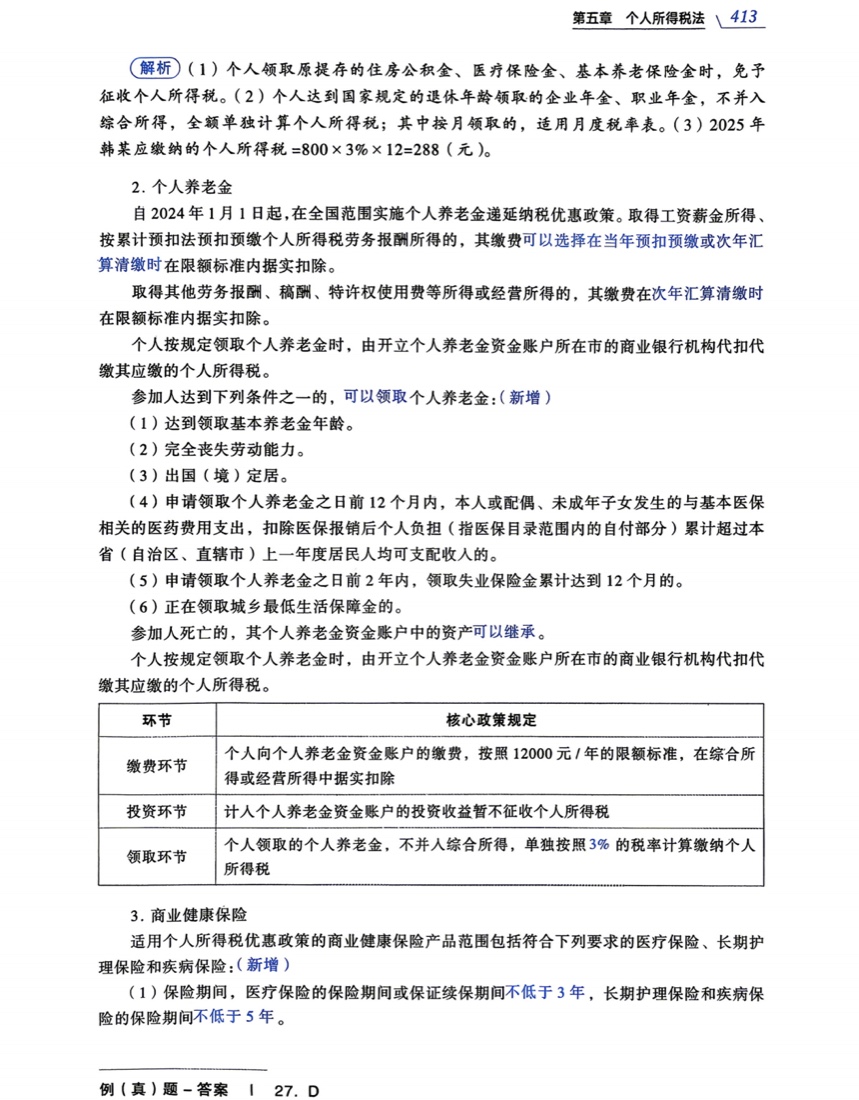 第五章 个人所得税法 413
解析（1）个人领取原提存的住房公积金、医疗保险金、基本养老保险金时，免予
征收个人所得税。（2）个人达到国家规定的退休年龄领取的企业年金、职业年金，不并入
综合所得，全额单独计算个人所得税；其中按月领取的，适用月度税率表。（3）2025 年
韩某应缴纳的个人所得税 =800×3%×12=288（元）。
2. 个人养老金
自 2024 年 1 月 1 日起，在全国范围实施个人养老金递延纳税优惠政策。取得工资薪金所得、
按累计预扣法预扣预缴个人所得税劳务报酬所得的，其缴费可以选择在当年预扣预缴或次年汇
算清缴时在限额标准内据实扣除。
取得其他劳务报酬、稿酬、特许权使用费等所得或经营所得的，其缴费在次年汇算清缴时
在限额标准内据实扣除。
个人按规定领取个人养老金时，由开立个人养老金资金账户所在市的商业银行机构代扣代
缴其应缴的个人所得税。
参加人达到下列条件之一的，可以领取个人养老金：（新增）
（1）达到领取基本养老金年龄。
（2）完全丧失劳动能力。
（3）出国（境）定居。
（4）申请领取个人养老金之日前 12 个月内，本人或配偶、未成年子女发生的与基本医保
相关的医药费用支出，扣除医保报销后个人负担（指医保目录范围内的自付部分）累计超过本
省（自治区、直辖市）上一年度居民人均可支配收入的。
（5）申请领取个人养老金之日前 2 年内，领取失业保险金累计达到 12 个月的。
（6）正在领取城乡最低生活保障金的。
参加人死亡的，其个人养老金资金账户中的资产可以继承。
个人按规定领取个人养老金时，由开立个人养老金资金账户所在市的商业银行机构代扣代
缴其应缴的个人所得税。
环节 核心政策规定
缴费环节 个人向个人养老金资金账户的缴费，按照 12000 元 / 年的限额标准，在综合所
得或经营所得中据实扣除
投资环节 计入个人养老金资金账户的投资收益暂不征收个人所得税
领取环节 个人领取的个人养老金，不并入综合所得，单独按照 3% 的税率计算缴纳个人
所得税
3. 商业健康保险
适用个人所得税优惠政策的商业健康保险产品范围包括符合下列要求的医疗保险、长期护
理保险和疾病保险：（新增）
（1）保险期间，医疗保险的保险期间或保证续保期间不低于 3 年，长期护理保险和疾病保
险的保险期间不低于 5 年。
例（真）题－答案 | 27. D